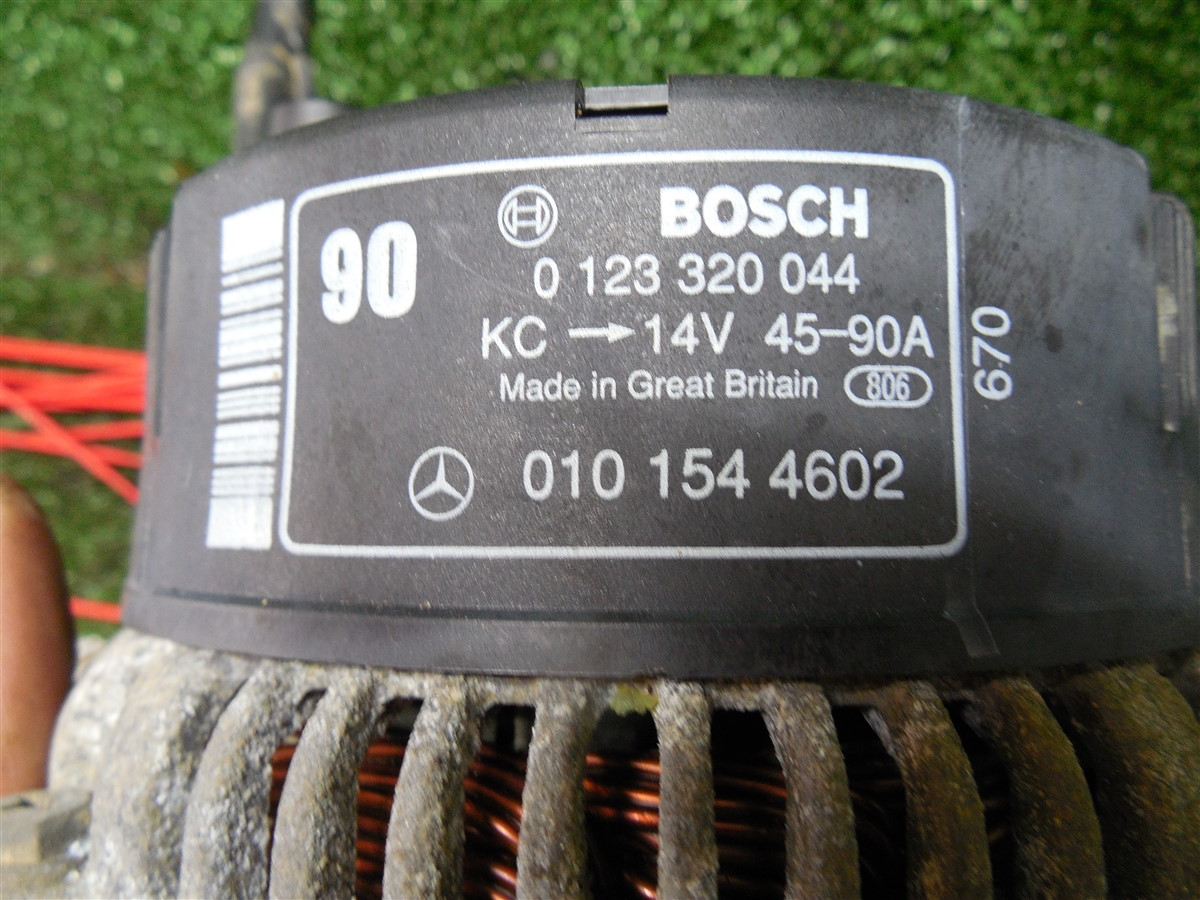 90
BOSCH
0 123 320 044
KC → 14V 45-90A
Made in Great Britain 806
010 154 4602
670